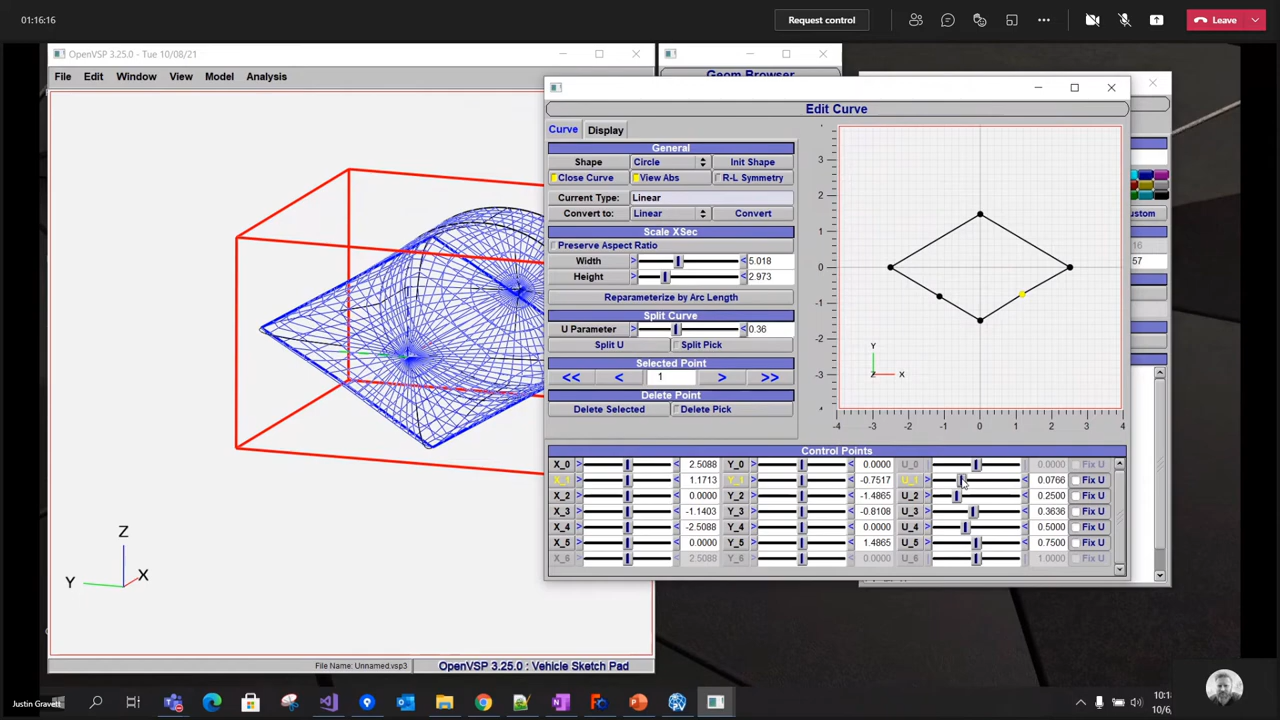 01:16:16
Request control
Leave
OpenVSP 3.25.0 - Tue 10/08/21
File Edit Window View Model Analysis
Z
Y
X
File Name: Unnamed.vsp3
OpenVSP 3.25.0 : Vehicle Sketch Pad
Geom Browser
Edit Curve
Curve Display
General
Shape Circle Init Shape
Close Curve View Abs R-L Symmetry
Current Type: Linear
Convert to: Linear Convert
Scale XSec
Preserve Aspect Ratio
Width > < 5.018
Height > < 2.973
Reparameterize by Arc Length
Split Curve
U Parameter > < 0.36
Split U Split Pick
Selected Point
<< < 1 > >>
Delete Point
Delete Selected Delete Pick
3
2
1
0
-1
-2
-3
-4 -3 -2 -1 0 1 2 3 4
Y
Z X
Control Points
X_0 > < 2.5088 Y_0 > < 0.0000 U_0 0.0000 Fix U
X_1 > < 1.1713 Y_1 > < -0.7517 U_1 > < 0.0766 Fix U
X_2 > < 0.0000 Y_2 > < -1.4865 U_2 > < 0.2500 Fix U
X_3 > < -1.1403 Y_3 > < -0.8108 U_3 > < 0.3636 Fix U
X_4 > < -2.5088 Y_4 > < 0.0000 U_4 > < 0.5000 Fix U
X_5 > < 0.0000 Y_5 > < 1.4865 U_5 > < 0.7500 Fix U
X_6 > < 2.5088 Y_6 > < 0.0000 U_6 1.0000 Fix U
ustom
16
57
Justin Gravett